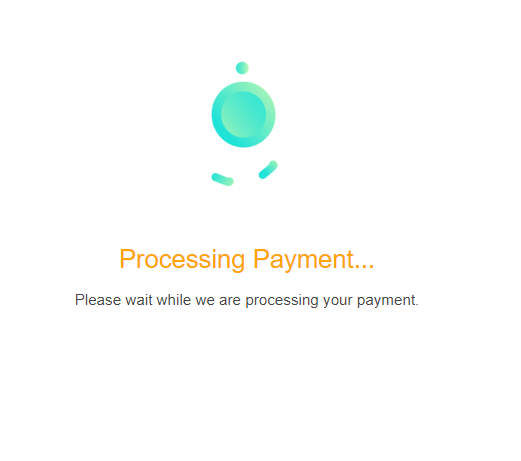 Processing Payment...
Please wait while we are processing your payment.